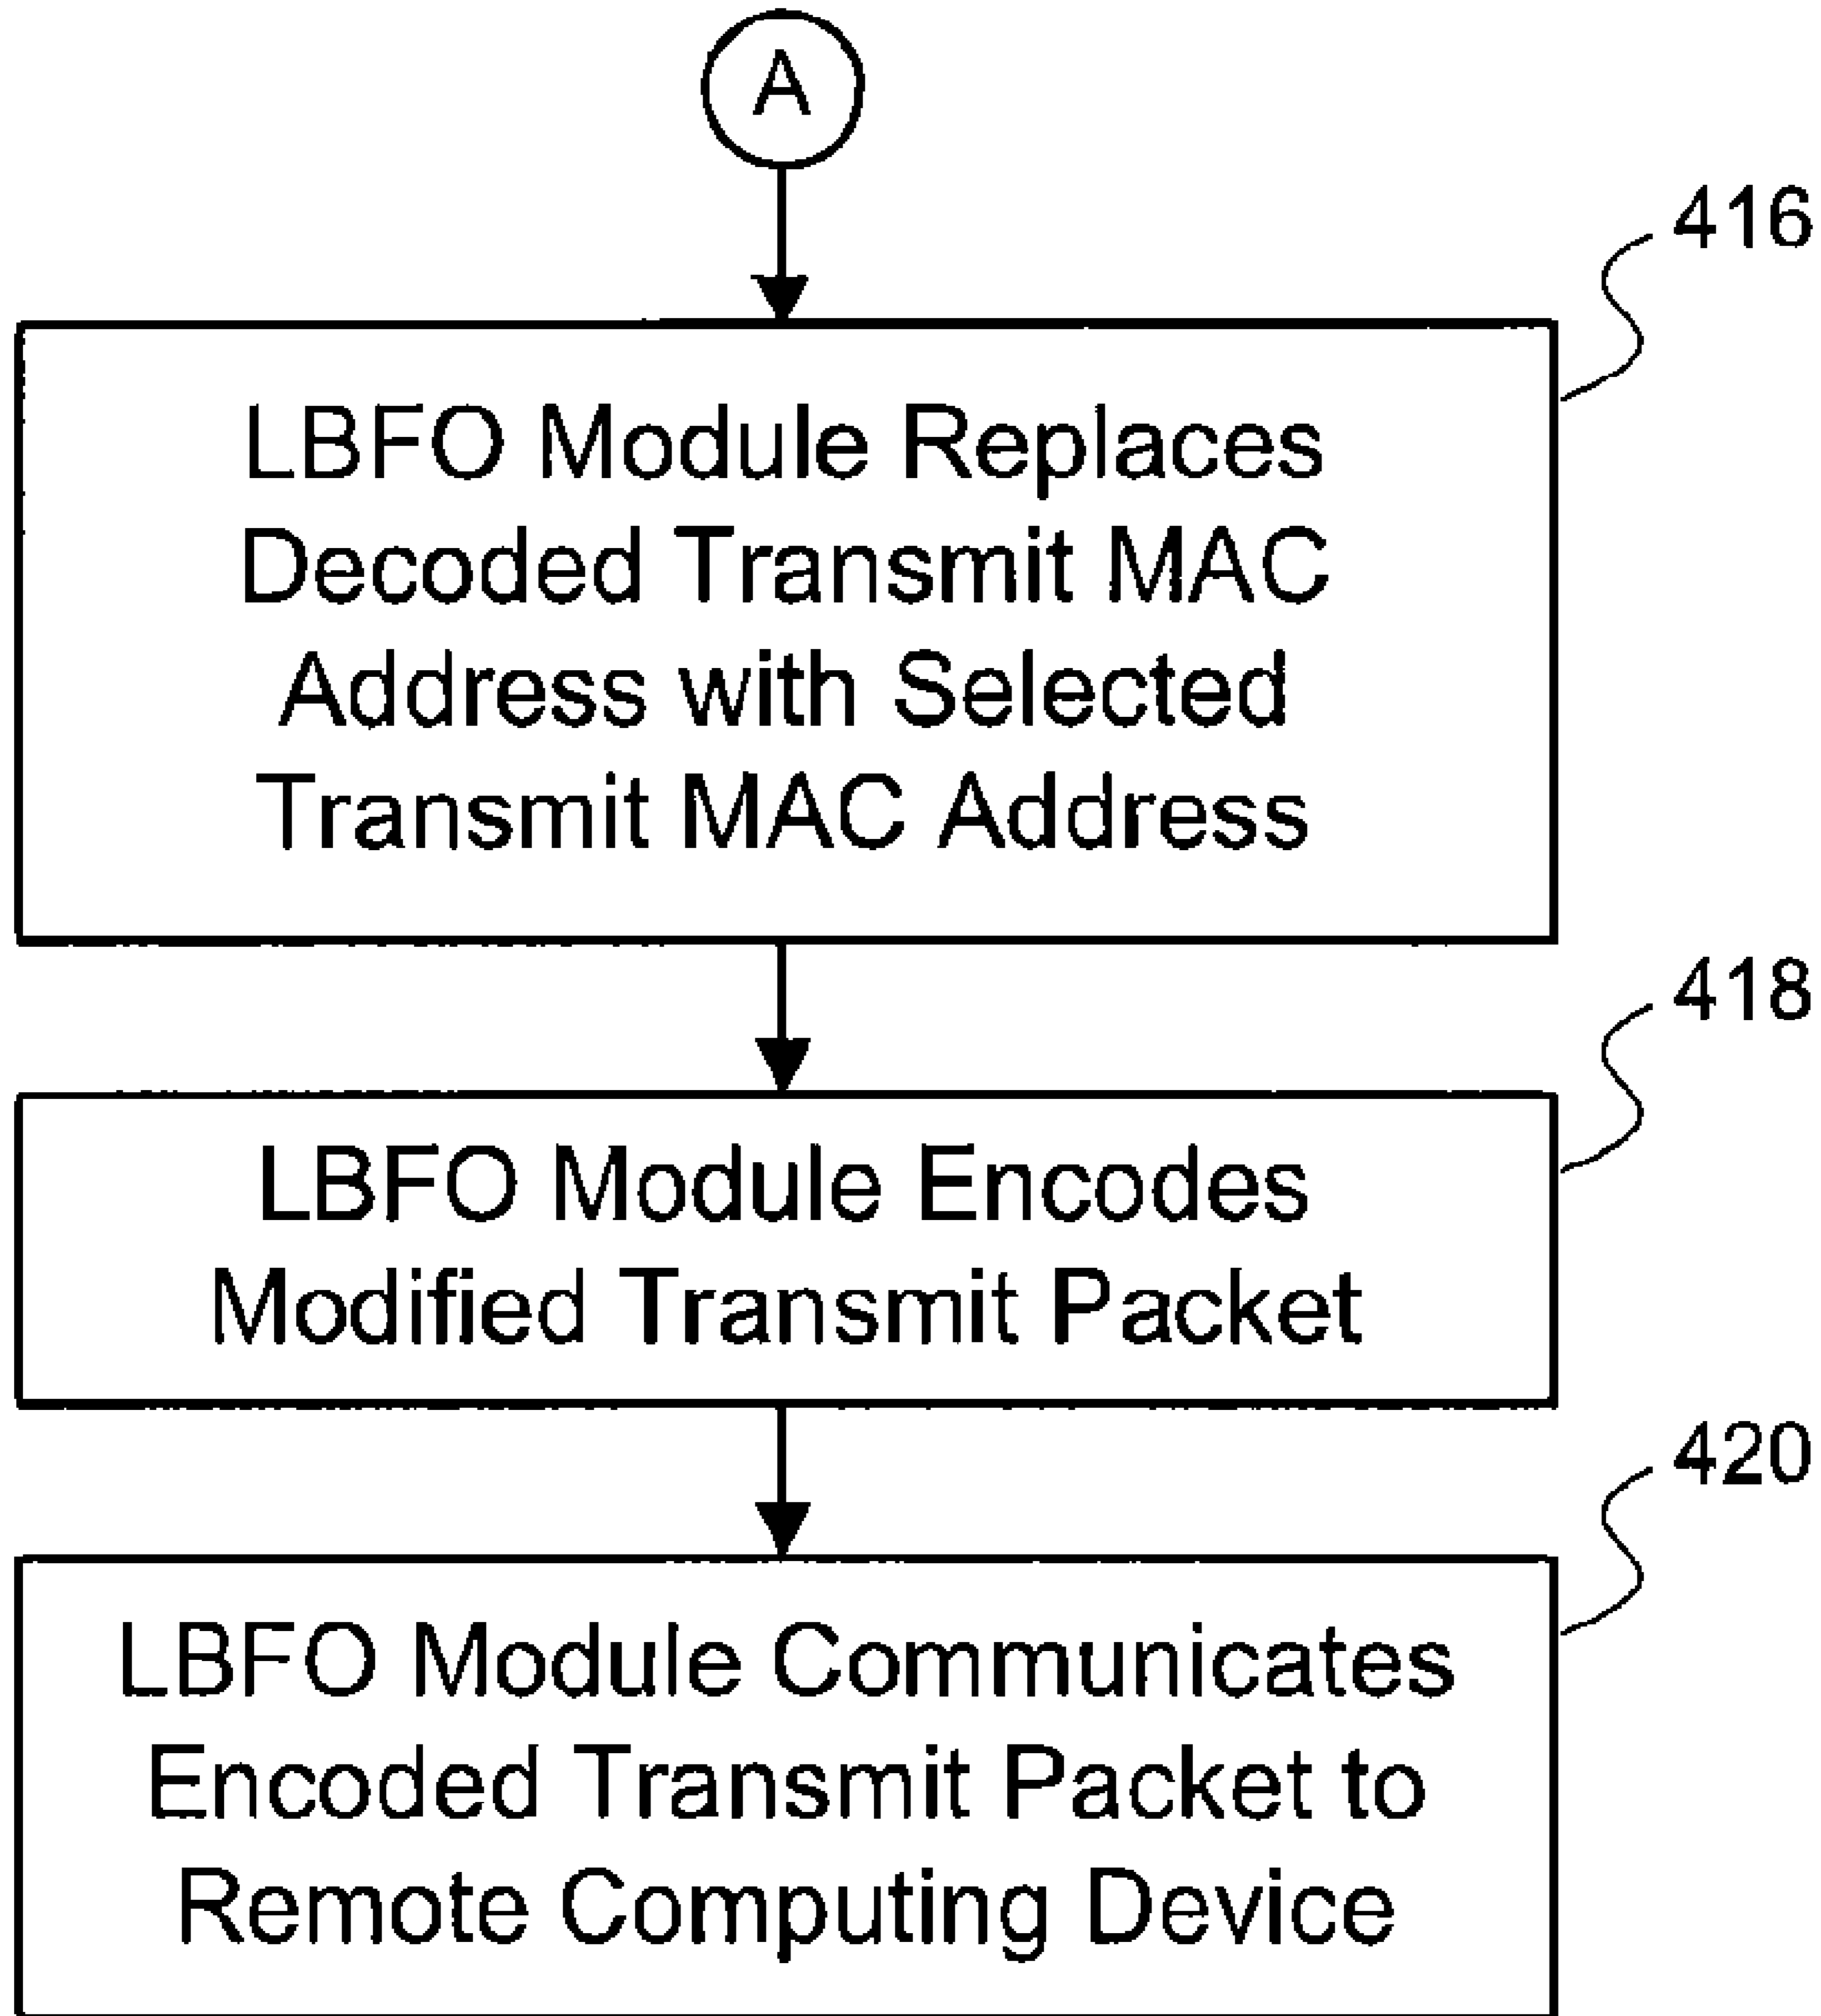 A
416
LBFO Module Replaces
Decoded Transmit MAC
Address with Selected
Transmit MAC Address
418
LBFO Module Encodes
Modified Transmit Packet
420
LBFO Module Communicates
Encoded Transmit Packet to
Remote Computing Device